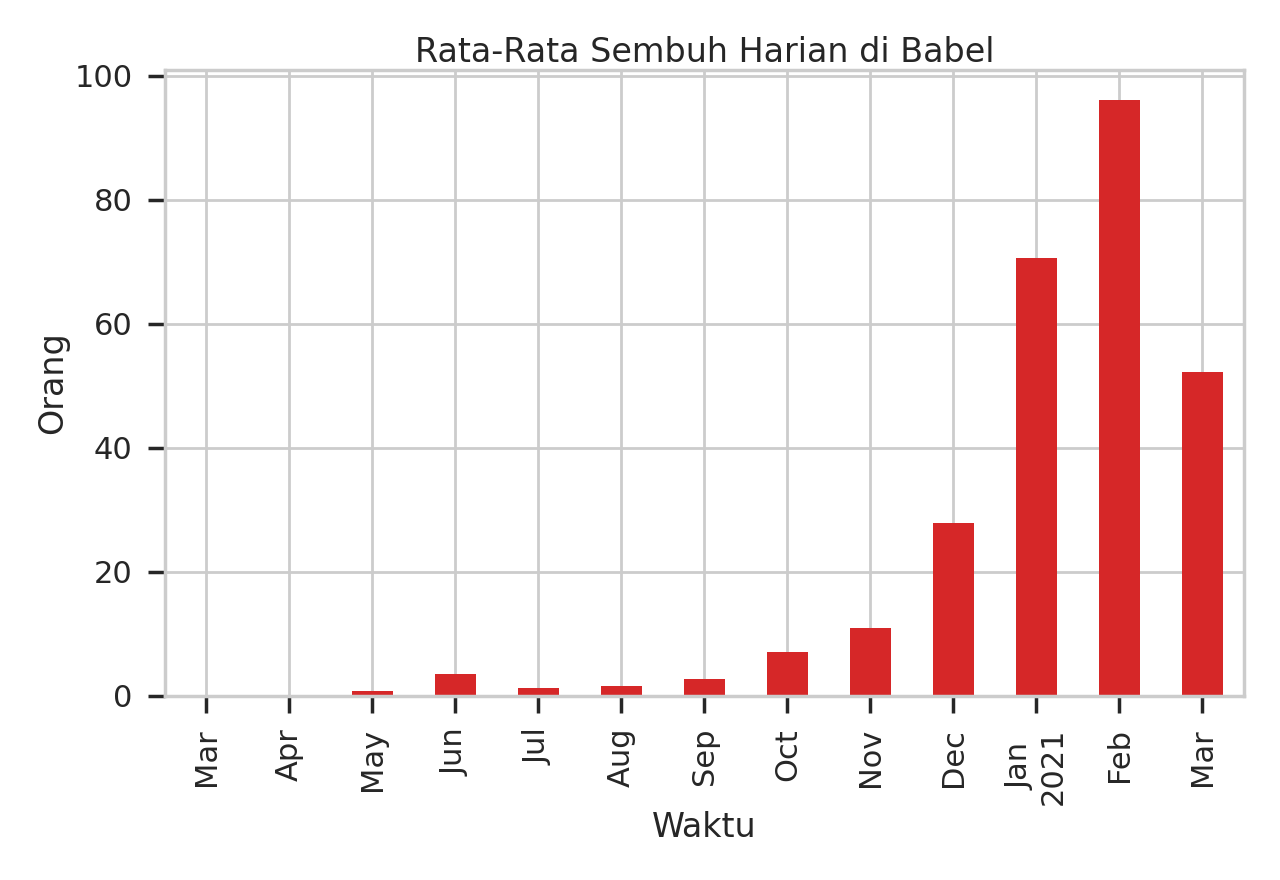 Rata-Rata Sembuh Harian di Babel
100
80
60
40
20
0
Orang
Mar
Apr
May
Jun
Jul
Aug
Sep
Oct
Nov
Dec
Jan
2021
Feb
Mar
Waktu